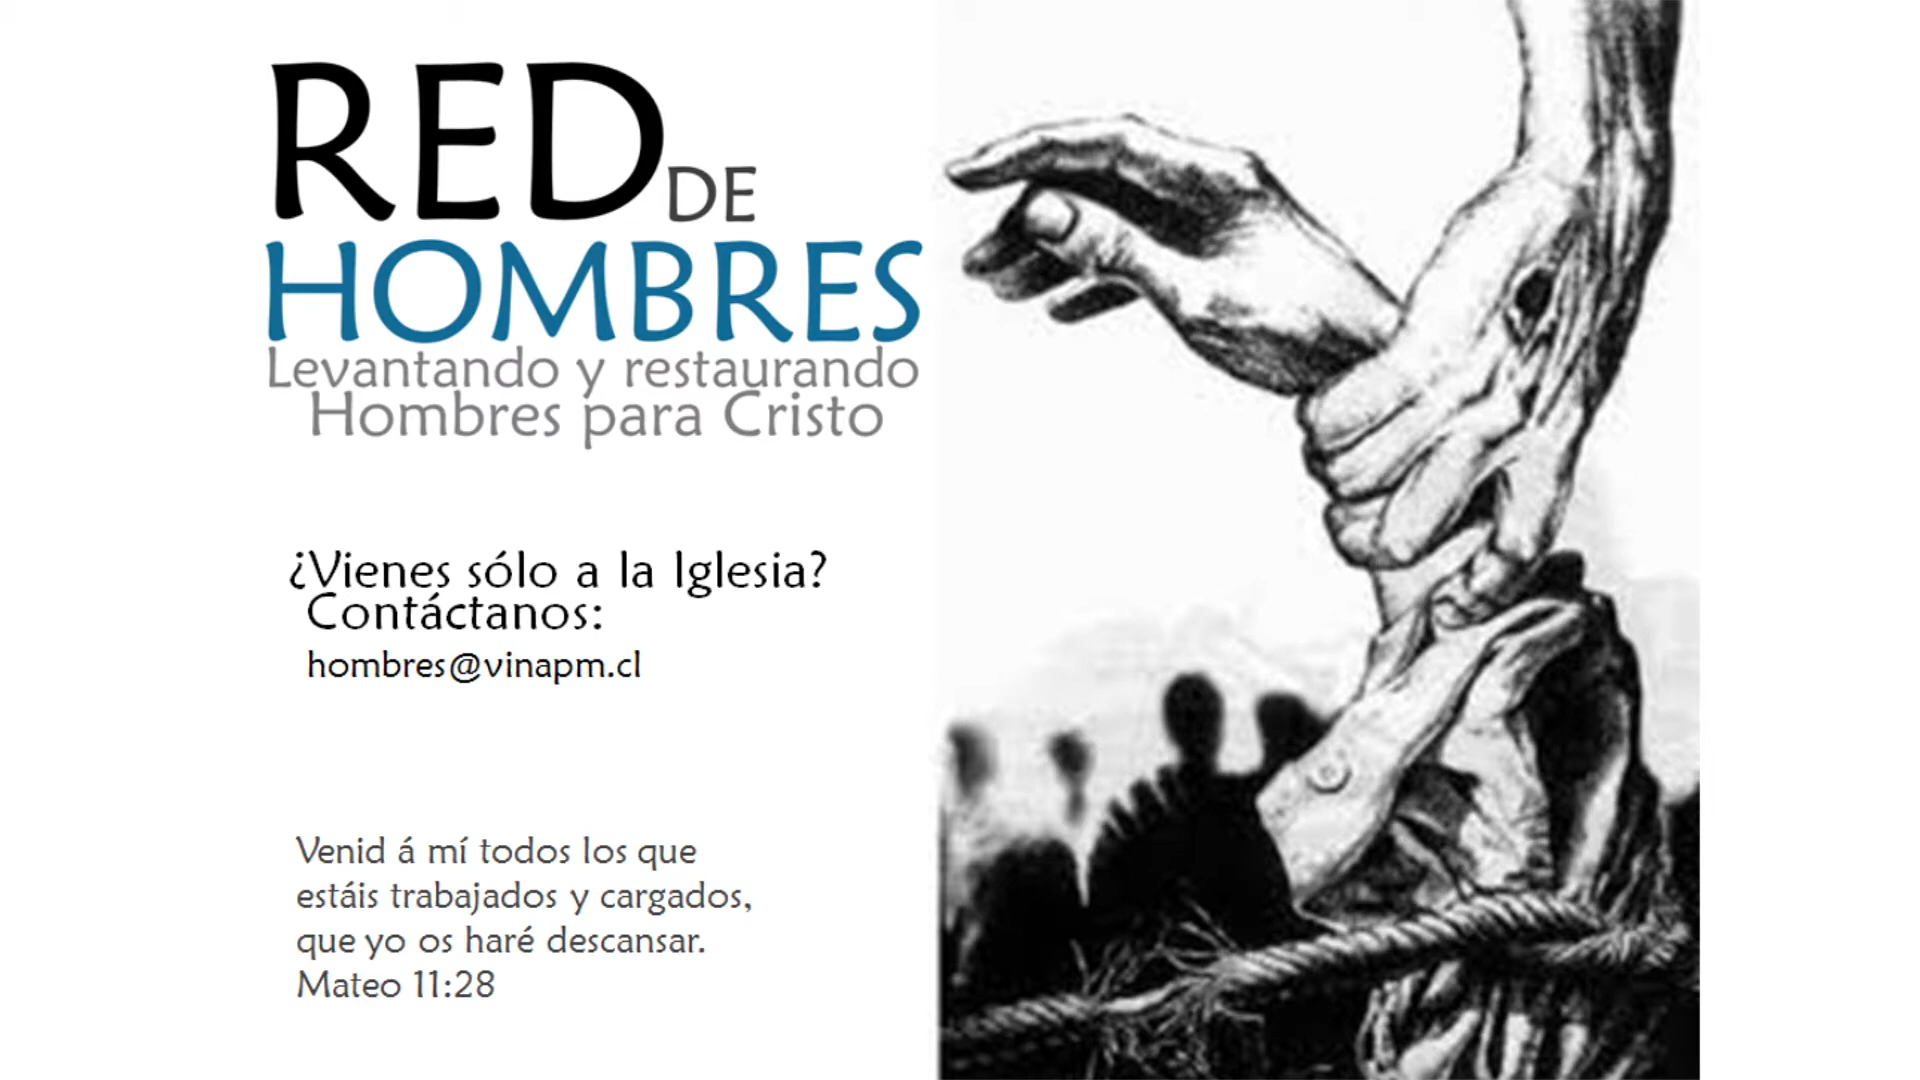 RED DE
HOMBRES
Levantando y restaurando
Hombres para Cristo
¿Vienes sólo a la Iglesia?
Contáctanos:
hombres@vinapm.cl
Venid á mí todos los que
estáis trabajados y cargados,
que yo os haré descansar.
Mateo 11:28